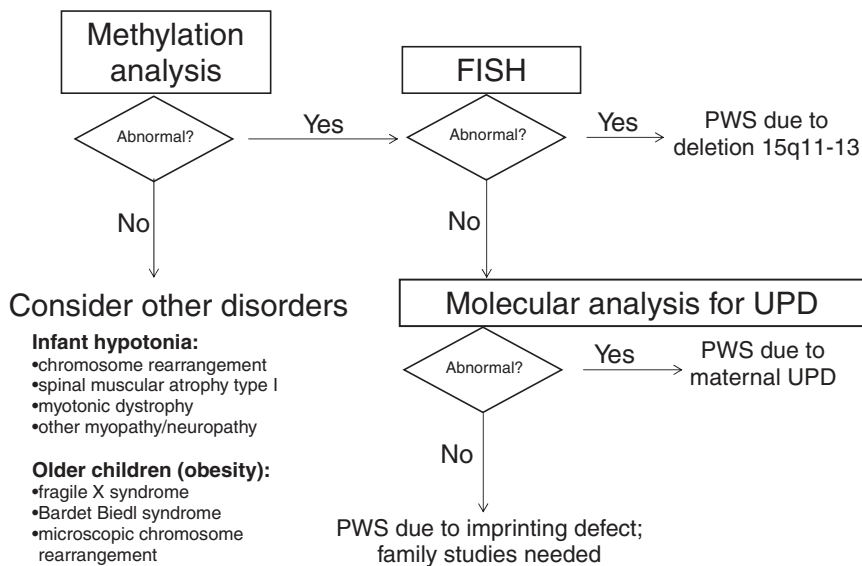 Methylation
analysis
Abnormal?
Yes
FISH
Abnormal?
Yes
PWS due to
deletion 15q11-13
No
No
Consider other disorders
Infant hypotonia:
•chromosome rearrangement
•spinal muscular atrophy type I
•myotonic dystrophy
•other myopathy/neuropathy
Older children (obesity):
•fragile X syndrome
•Bardet Biedl syndrome
•microscopic chromosome
rearrangement
Molecular analysis for UPD
Abnormal?
Yes
PWS due to
maternal UPD
No
PWS due to imprinting defect;
family studies needed